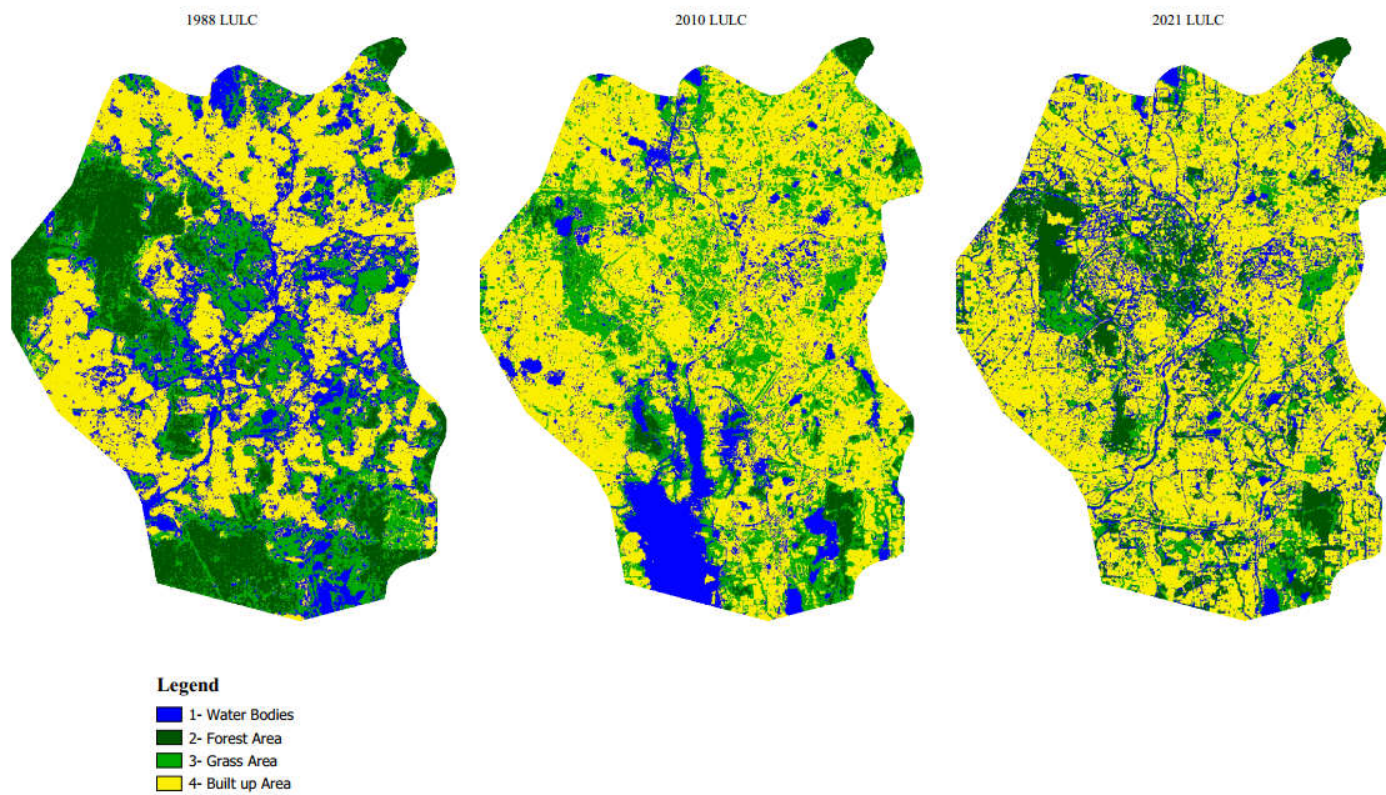 1988 LULC
2010 LULC
2021 LULC
Legend
1- Water Bodies
2- Forest Area
3- Grass Area
4- Built up Area